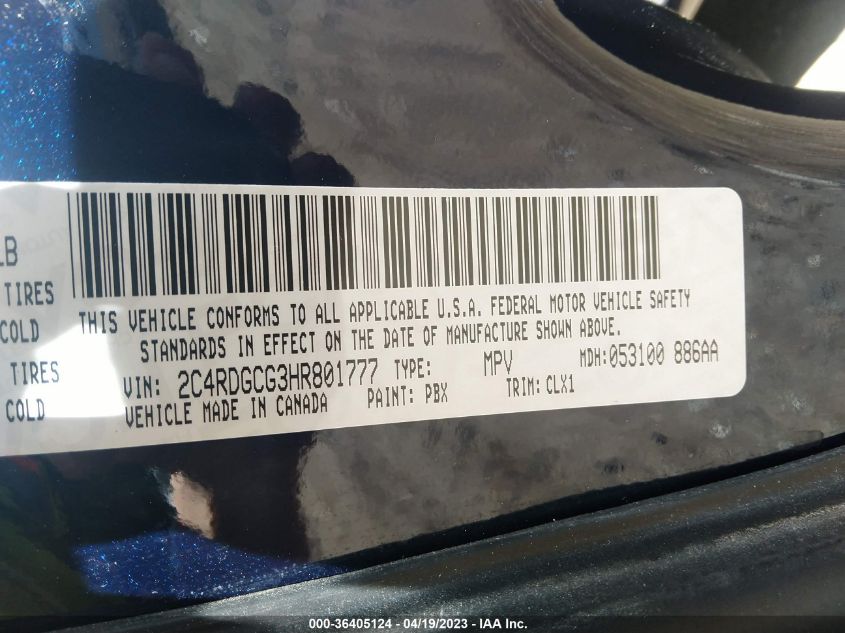 LB
TIRES
COLD
TIRES
COLD
THIS VEHICLE CONFORMS TO ALL APPLICABLE U.S.A. FEDERAL MOTOR VEHICLE SAFETY
STANDARDS IN EFFECT ON THE DATE OF MANUFACTURE SHOWN ABOVE.
VIN: 2C4RDGCG3HR801777 TYPE: MPV MDH: 053100 886AA
VEHICLE MADE IN CANADA PAINT: PBX TRIM: CLX1
000-36405124 - 04/19/2023 - IAA Inc.